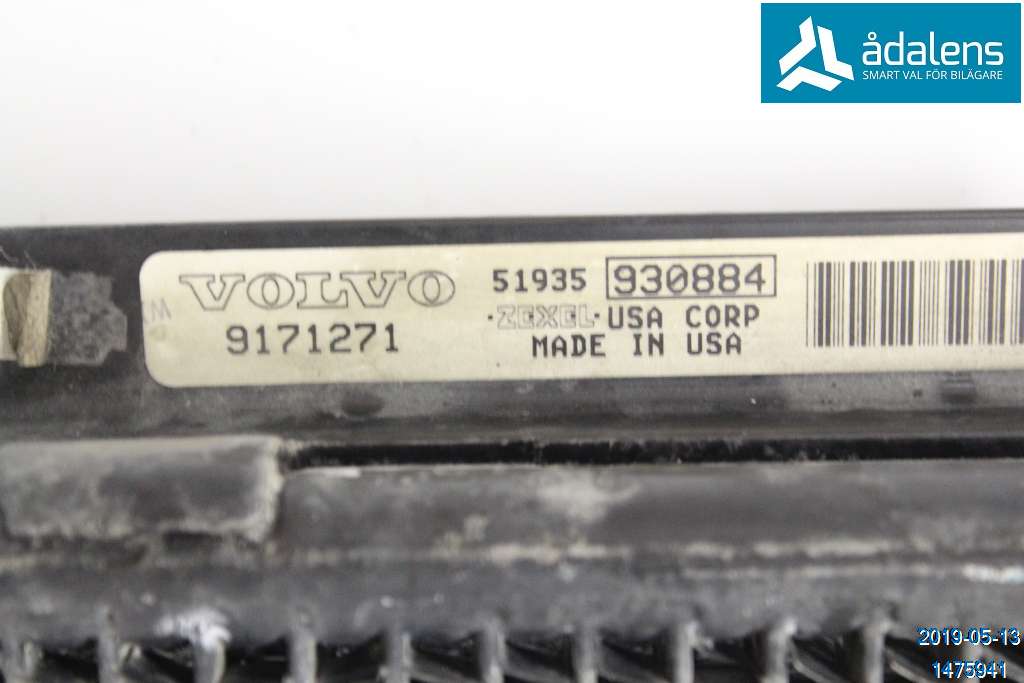 ådalens
SMART VAL FÖR BILÄGARE
VOLVO 51935 930884
·ZEXEL· USA CORP
9171271
MADE IN USA
2019-05-13
1475941